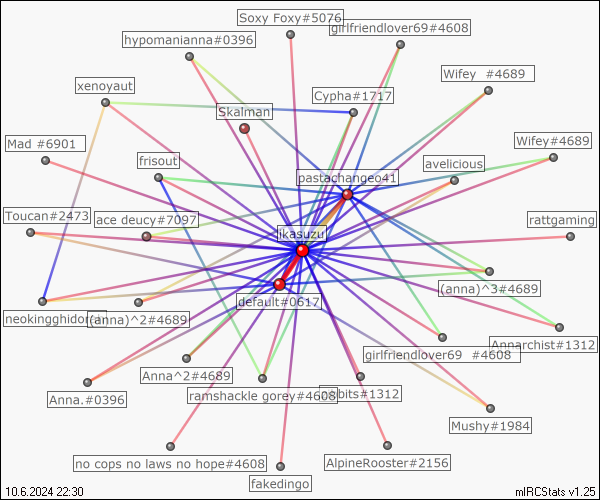 Soxy Foxy#5076
girlfriendlover69#4608
hypomanianna#0396
Wifey #4689
xenoyaut
Cypha#1717
Skalman
Mad #6901
Wifey#4689
frisout
avelicious
pastachangeo41
Toucan#2473
ace deucy#7097
rattgaming
ikasuzu
(anna)^3#4689
default#0617
neokingghidor
(anna)^2#4689
Annarchist#1312
girlfriendlover69 #4608
Anna^2#4689
Anna.#0396
ramshackle gorey#4608
bits#1312
Mushy#1984
no cops no laws no hope#4608
AlpineRooster#2156
fakedingo
10.6.2024 22:30
mIRCStats v1.25